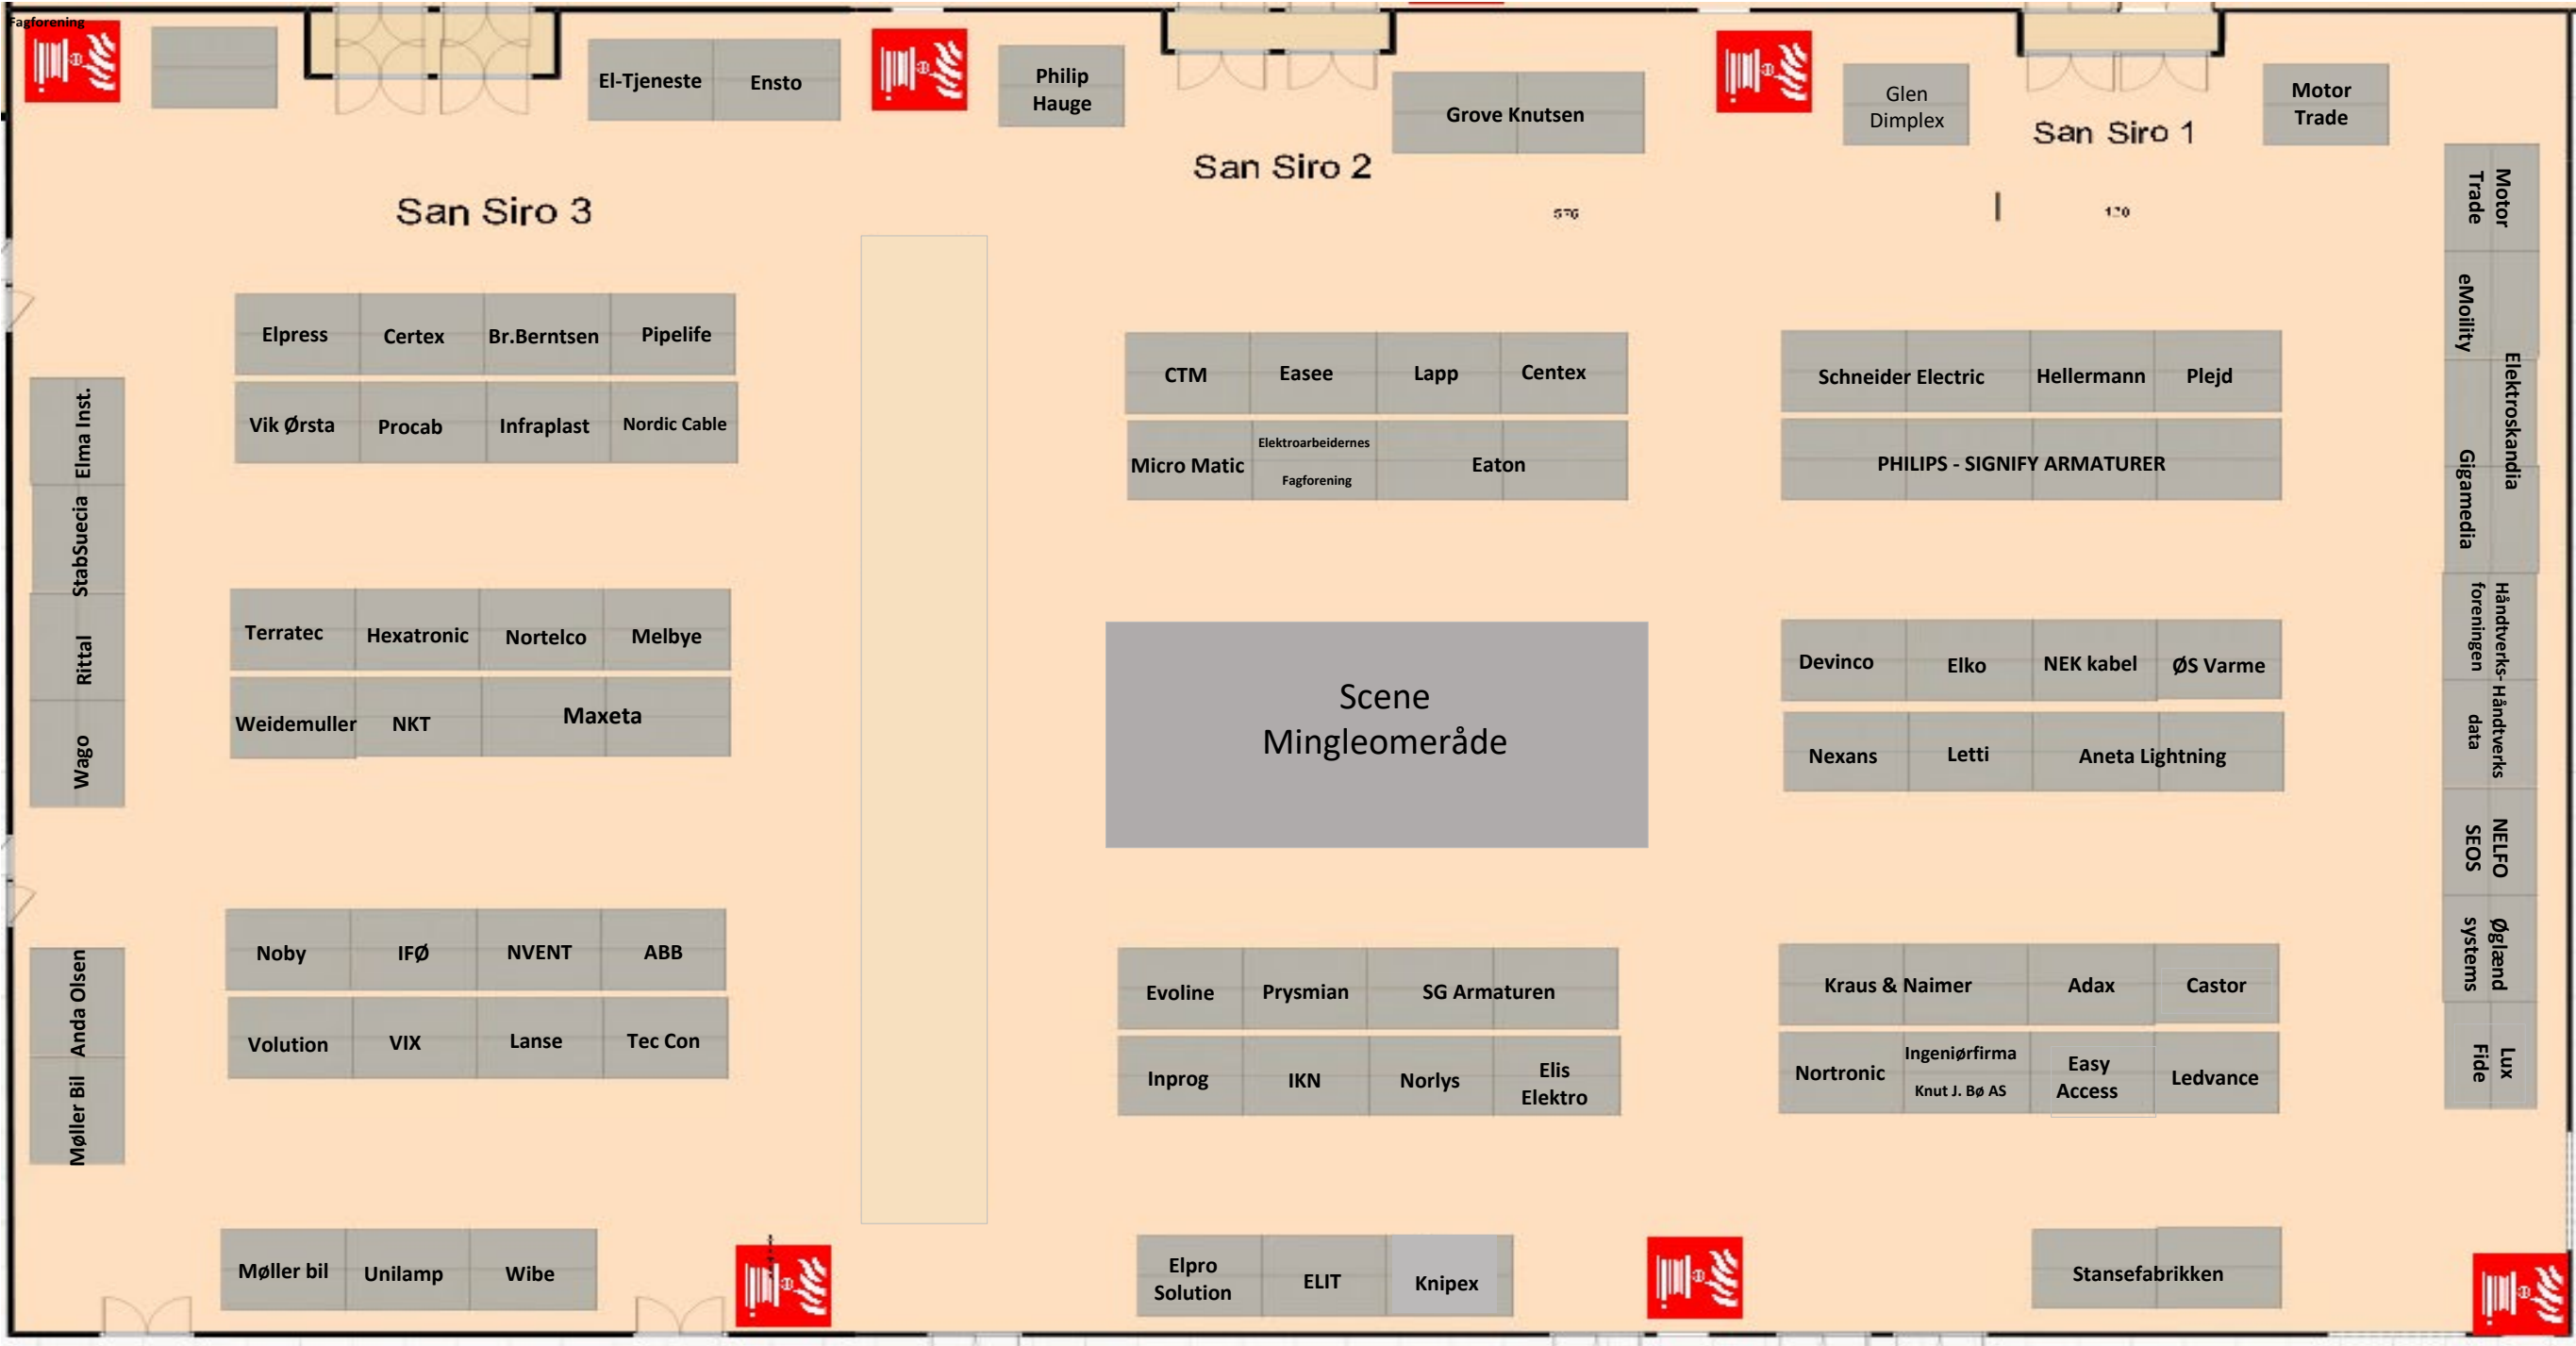 Fagforening
El-Tjeneste
Ensto
Philip
Hauge
Grove Knutsen
Glen
Dimplex
Motor
Trade
San Siro 1
San Siro 2
San Siro 3
576
Motor
Trade
eMoility
Elektroskandia
Gigamedia
Håndtverks-
foreningen
Håndtverks
data
NELFO
SEOS
Øglænd
systems
Lux
Fide
Elpress
Certex
Br.Berntsen
Pipelife
Vik Ørsta
Procab
Infraplast
Nordic Cable
CTM
Easee
Lapp
Centex
Micro Matic
Elektroarbeidernes
Fagforening
Eaton
Schneider Electric
Hellermann
Plejd
PHILIPS - SIGNIFY ARMATURER
Elma Inst.
StabSuecia
Rittal
Wago
Terratec
Hexatronic
Nortelco
Melbye
Weidemuller
NKT
Maxeta
Scene
Mingleomeråde
Devinco
Elko
NEK kabel
ØS Varme
Nexans
Letti
Aneta Lightning
Anda Olsen
Møller Bil
Noby
IFØ
NVENT
ABB
Volution
VIX
Lanse
Tec Con
Evoline
Prysmian
SG Armaturen
Inprog
IKN
Norlys
Elis
Elektro
Kraus & Naimer
Adax
Castor
Nortronic
Ingeniørfirma
Knut J. Bø AS
Easy
Access
Ledvance
Møller bil
Unilamp
Wibe
Elpro
Solution
ELIT
Knipex
Stansefabrikken